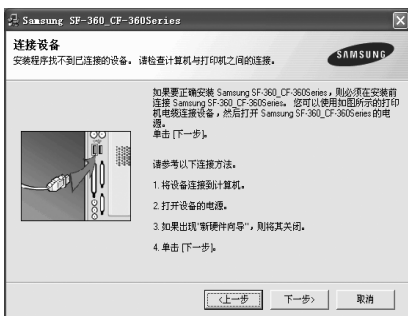 Samsung SF-360_CF-360Series
连接设备
安装程序找不到已连接的设备。请检查计算机与打印机之间的连接。
SAMSUNG
如果要正确安装 Samsung SF-360_CF-360Series，则必须在安装前
连接 Samsung SF-360_CF-360Series。您可以使用如图所示的打印
机电缆连接设备，然后打开 Samsung SF-360_CF-360Series 的电
源。
单击 [下一步]。
请参考以下连接方法。
1. 将设备连接到计算机。
2. 打开设备的电源。
3. 如果出现"新硬件向导"，则将其关闭。
4. 单击 [下一步]。
<上一步
下一步>
取消